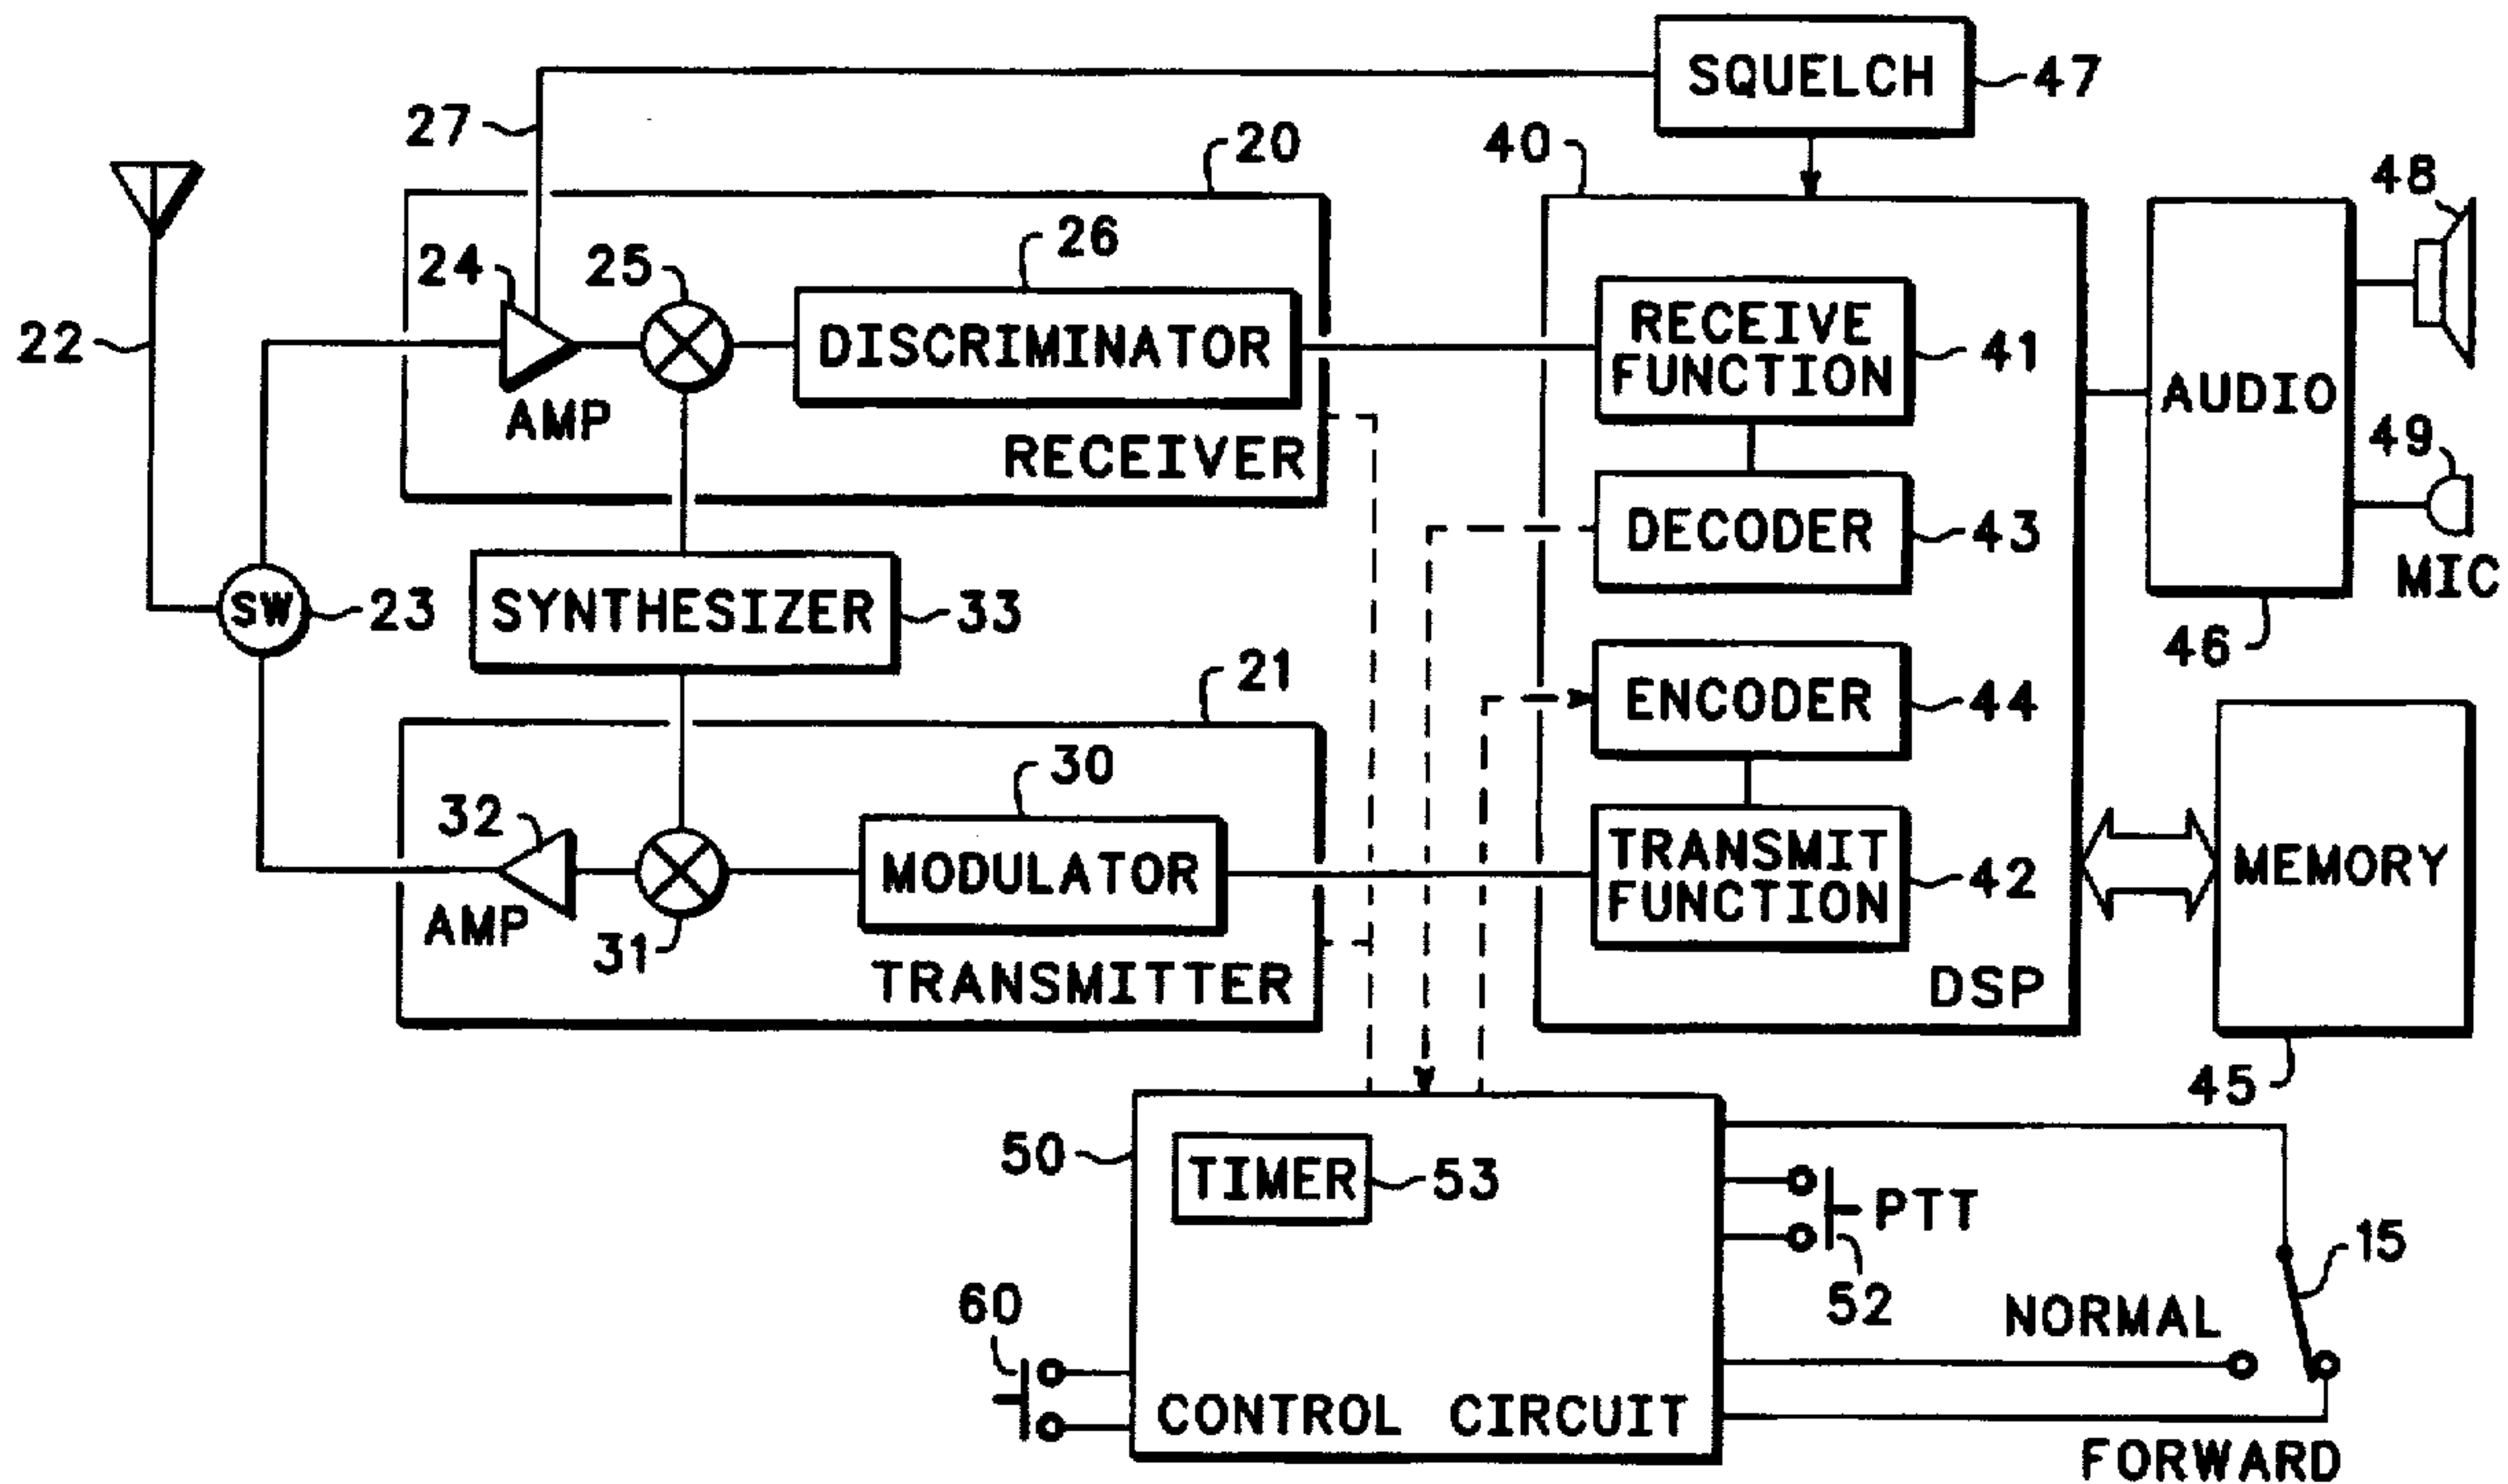 SQUELCH
47
27
20
40
48
24
25
26
22
DISCRIMINATOR
RECEIVE
FUNCTION
41
AUDIO
AMP
RECEIVER
49
DECODER
43
MIC
SW
23
SYNTHESIZER
33
46
21
ENCODER
44
30
32
MODULATOR
TRANSMIT
FUNCTION
42
MEMORY
AMP
31
TRANSMITTER
DSP
45
50
TIMER
53
PTT
15
60
52
NORMAL
CONTROL CIRCUIT
FORWARD